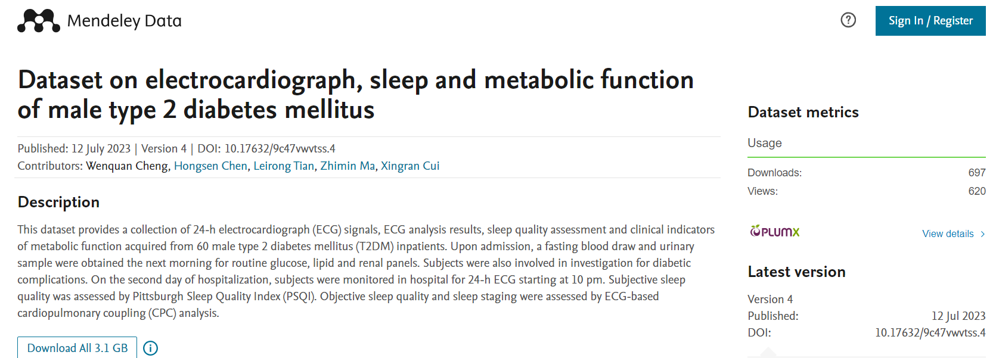 Mendeley Data
?
Sign In / Register
Dataset on electrocardiograph, sleep and metabolic function
of male type 2 diabetes mellitus
Published: 12 July 2023 | Version 4 | DOI: 10.17632/9c47vwvtss.4
Contributors: Wenquan Cheng, Hongsen Chen, Leirong Tian, Zhimin Ma, Xingran Cui
Description
This dataset provides a collection of 24-h electrocardiograph (ECG) signals, ECG analysis results, sleep quality assessment and clinical indicators
of metabolic function acquired from 60 male type 2 diabetes mellitus (T2DM) inpatients. Upon admission, a fasting blood draw and urinary
sample were obtained the next morning for routine glucose, lipid and renal panels. Subjects were also involved in investigation for diabetic
complications. On the second day of hospitalization, subjects were monitored in hospital for 24-h ECG starting at 10 pm. Subjective sleep
quality was assessed by Pittsburgh Sleep Quality Index (PSQI). Objective sleep quality and sleep staging were assessed by ECG-based
cardiopulmonary coupling (CPC) analysis.
Download All 3.1 GB
i
Dataset metrics
Usage
Downloads: 697
Views: 620
PLUMX
View details >
Latest version
Version 4
Published: 12 Jul 2023
DOI: 10.17632/9c47vwvtss.4